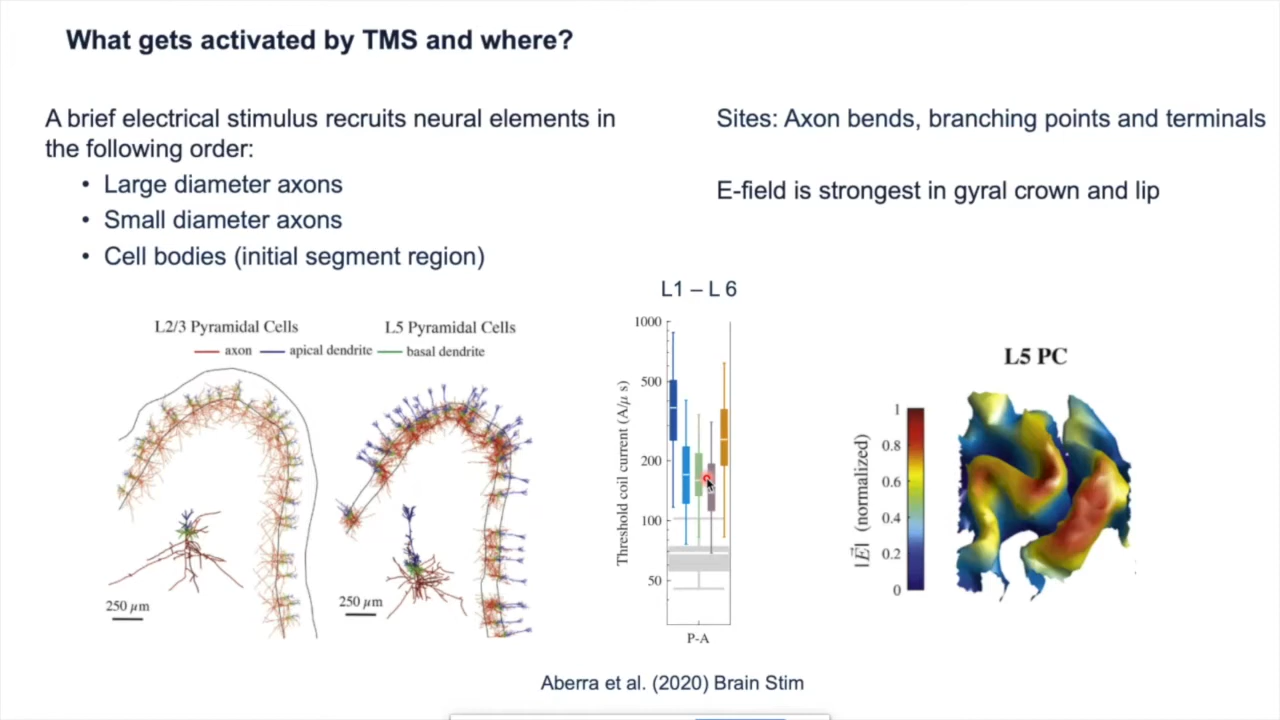 What gets activated by TMS and where?
A brief electrical stimulus recruits neural elements in
the following order:
• Large diameter axons
• Small diameter axons
• Cell bodies (initial segment region)
Sites: Axon bends, branching points and terminals
E-field is strongest in gyral crown and lip
L2/3 Pyramidal Cells
L5 Pyramidal Cells
axon
apical dendrite
basal dendrite
250 µm
250 µm
L1 – L 6
Threshold coil current (A/µ s)
1000
500
200
100
50
P-A
L5 PC
|E⃗| (normalized)
1
0.8
0.6
0.4
0.2
0
Aberra et al. (2020) Brain Stim